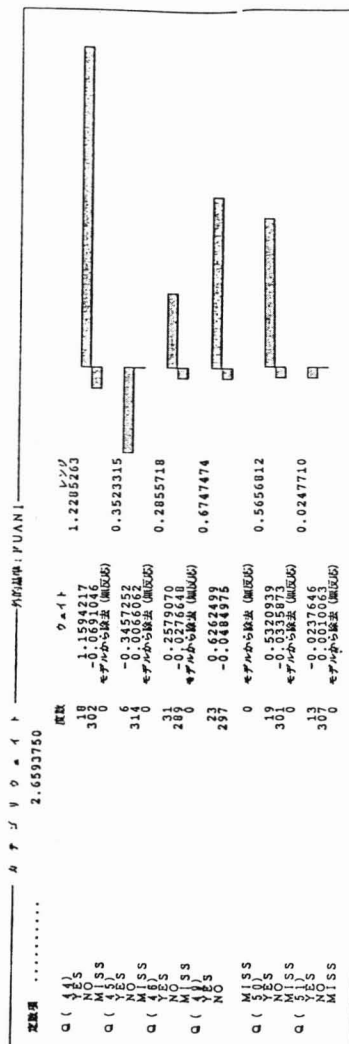 カテゴリウェイト 外的基準:FUAN1
定数項 .......... 2.6593750
度数 ウェイト レンジ
Q(44) 1.2285263
YES 18 1.1594217
NO 302 -0.0691046
MISS 0 モデルから除去(無反応)
Q(45) 0.3523315
YES 6 -0.3457252
NO 314 0.0066062
MISS 0 モデルから除去(無反応)
Q(46) 0.2855718
YES 31 0.2579070
NO 289 -0.0276648
MISS 0 モデルから除去(無反応)
Q(49) 0.6747474
YES 23 0.6262499
NO 297 -0.0484975
MISS 0 モデルから除去(無反応)
Q(50) 0.5656812
YES 19 0.5320939
NO 301 -0.0335873
MISS 0 モデルから除去(無反応)
Q(51) 0.0247710
YES 13 -0.0237646
NO 307 0.0010063
MISS 0 モデルから除去(無反応)